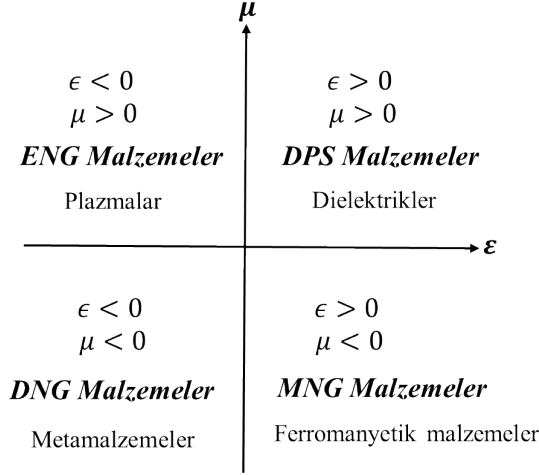 μ
ϵ < 0
μ > 0
ENG Malzemeler
Plazmalar
ϵ > 0
μ > 0
DPS Malzemeler
Dielektrikler
ε
ϵ < 0
μ < 0
DNG Malzemeler
Metamalzemeler
ϵ > 0
μ < 0
MNG Malzemeler
Ferromanyetik malzemeler